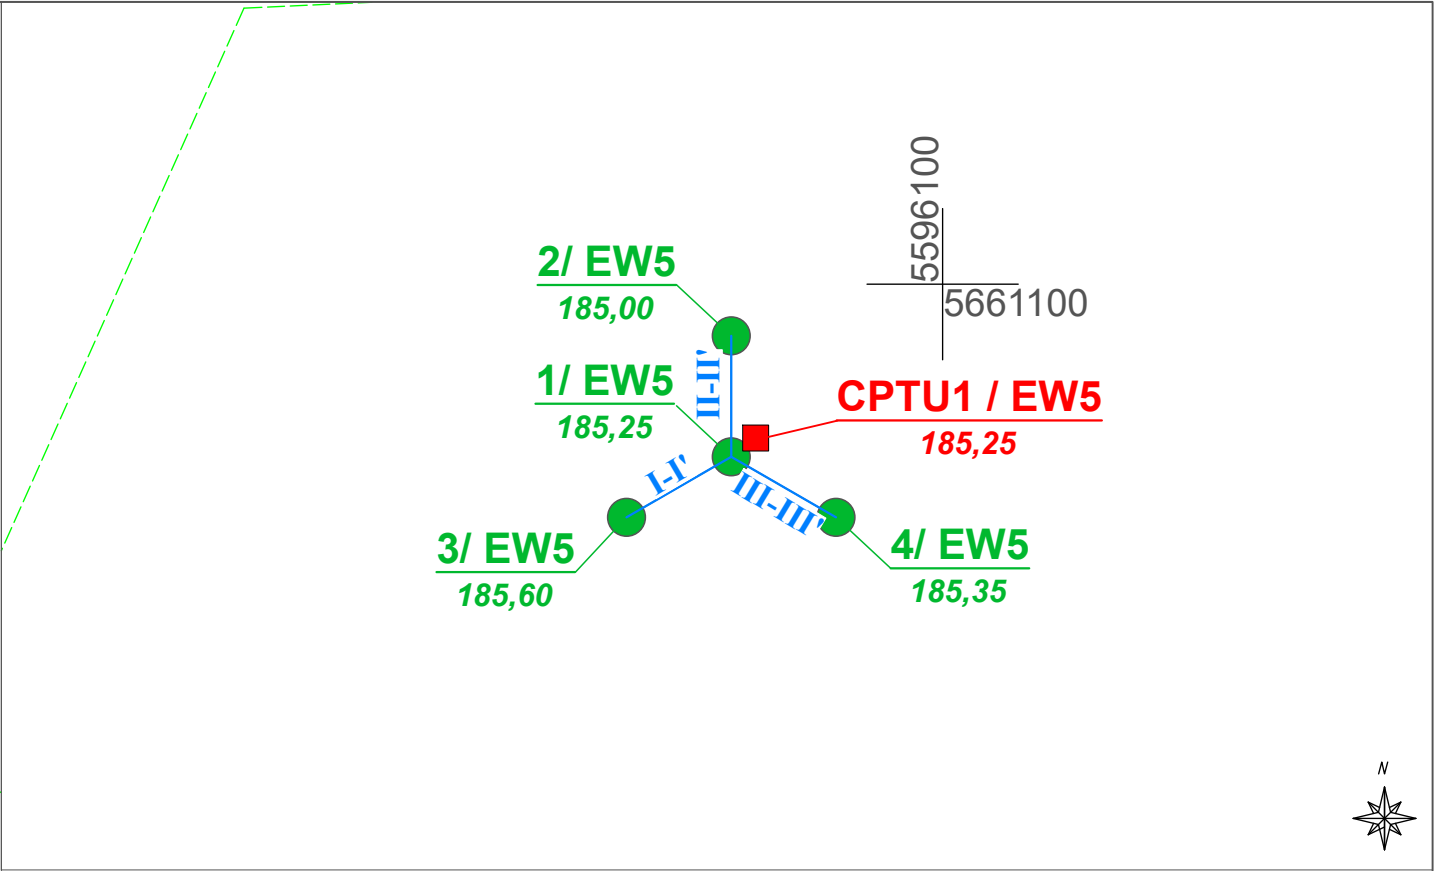 5596100
5661100
2/ EW5
185,00
1/ EW5
185,25
II-II'
CPTU1 / EW5
185,25
I-I'
III-III'
3/ EW5
185,60
4/ EW5
185,35
N